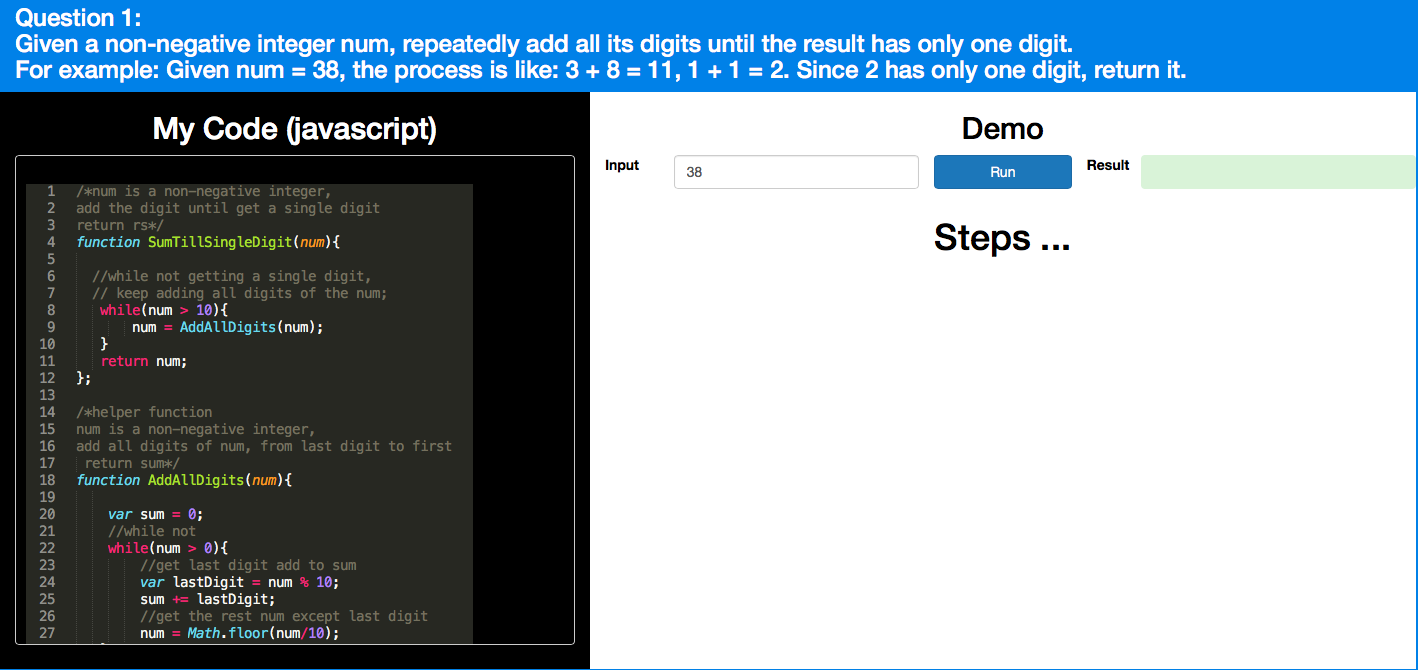 Question 1:
Given a non-negative integer num, repeatedly add all its digits until the result has only one digit.
For example: Given num = 38, the process is like: 3 + 8 = 11, 1 + 1 = 2. Since 2 has only one digit, return it.
My Code (javascript)
1 /*num is a non-negative integer,
2 add the digit until get a single digit
3 return rs*/
4 function SumTillSingleDigit(num){
5
6 //while not getting a single digit,
7 // keep adding all digits of the num;
8 while(num > 10){
9 num = AddAllDigits(num);
10 }
11 return num;
12 };
13
14 /*helper function
15 num is a non-negative integer,
16 add all digits of num, from last digit to first
17 return sum*/
18 function AddAllDigits(num){
19
20 var sum = 0;
21 //while not
22 while(num > 0){
23 //get last digit add to sum
24 var lastDigit = num % 10;
25 sum += lastDigit;
26 //get the rest num except last digit
27 num = Math.floor(num/10);
Demo
Input 38 Run Result
Steps ...